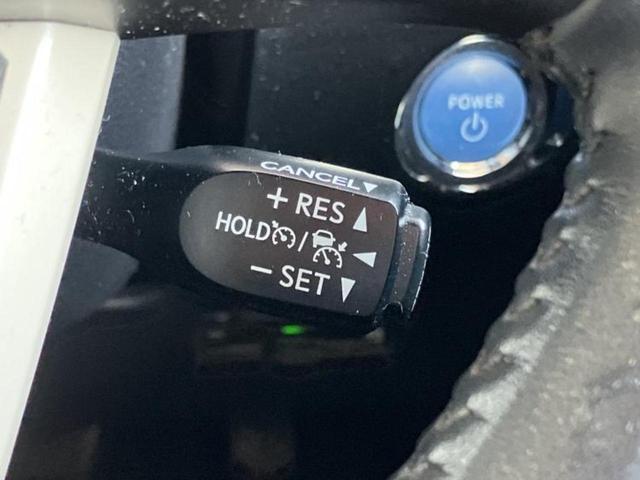 POWER
CANCEL▼
+ RES ▲
HOLD / ◀
− SET ▼